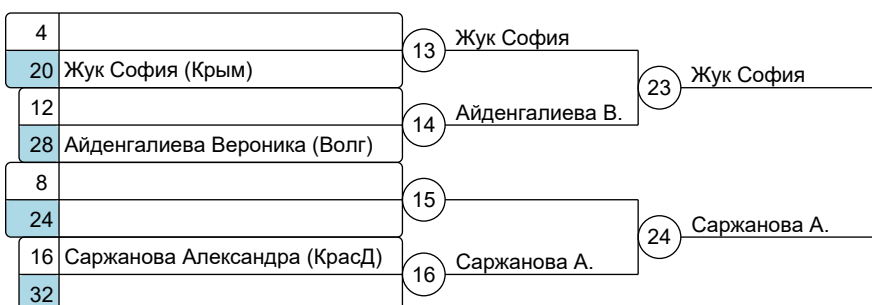 4
13 Жук София
20 Жук София (Крым)
23 Жук София
12
14 Айденгалиева В.
28 Айденгалиева Вероника (Волг)
8
15
24
24 Саржанова А.
16 Саржанова Александра (КрасД)
16 Саржанова А.
32